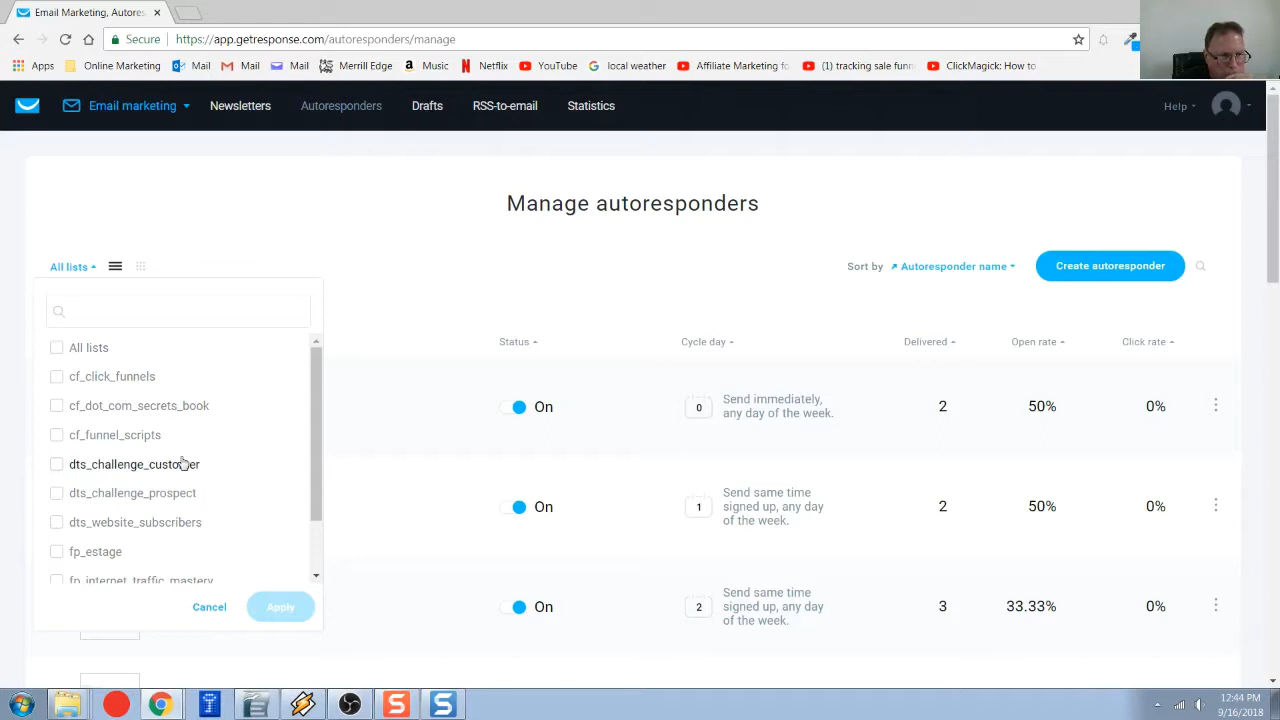 Email Marketing, Autores
Secure
https://app.getresponse.com/autoresponders/manage
Apps
Online Marketing
Mail
Mail
Mail
Merrill Edge
Music
Netflix
YouTube
local weather
Affiliate Marketing fo
(1) tracking sale funn
ClickMagick: How to
Email marketing
Newsletters
Autoresponders
Drafts
RSS-to-email
Statistics
Help
Manage autoresponders
All lists
Sort by
Autoresponder name
Create autoresponder
Status
Cycle day
Delivered
Open rate
Click rate
All lists
cf_click_funnels
cf_dot_com_secrets_book
cf_funnel_scripts
dts_challenge_customer
dts_challenge_prospect
dts_website_subscribers
fp_estage
fp_internet_traffic_mastery
Cancel
Apply
On
0
Send immediately,
any day of the week.
2
50%
0%
On
1
Send same time
signed up, any day
of the week.
2
50%
0%
On
2
Send same time
signed up, any day
of the week.
3
33.33%
0%
12:44 PM
9/16/2018